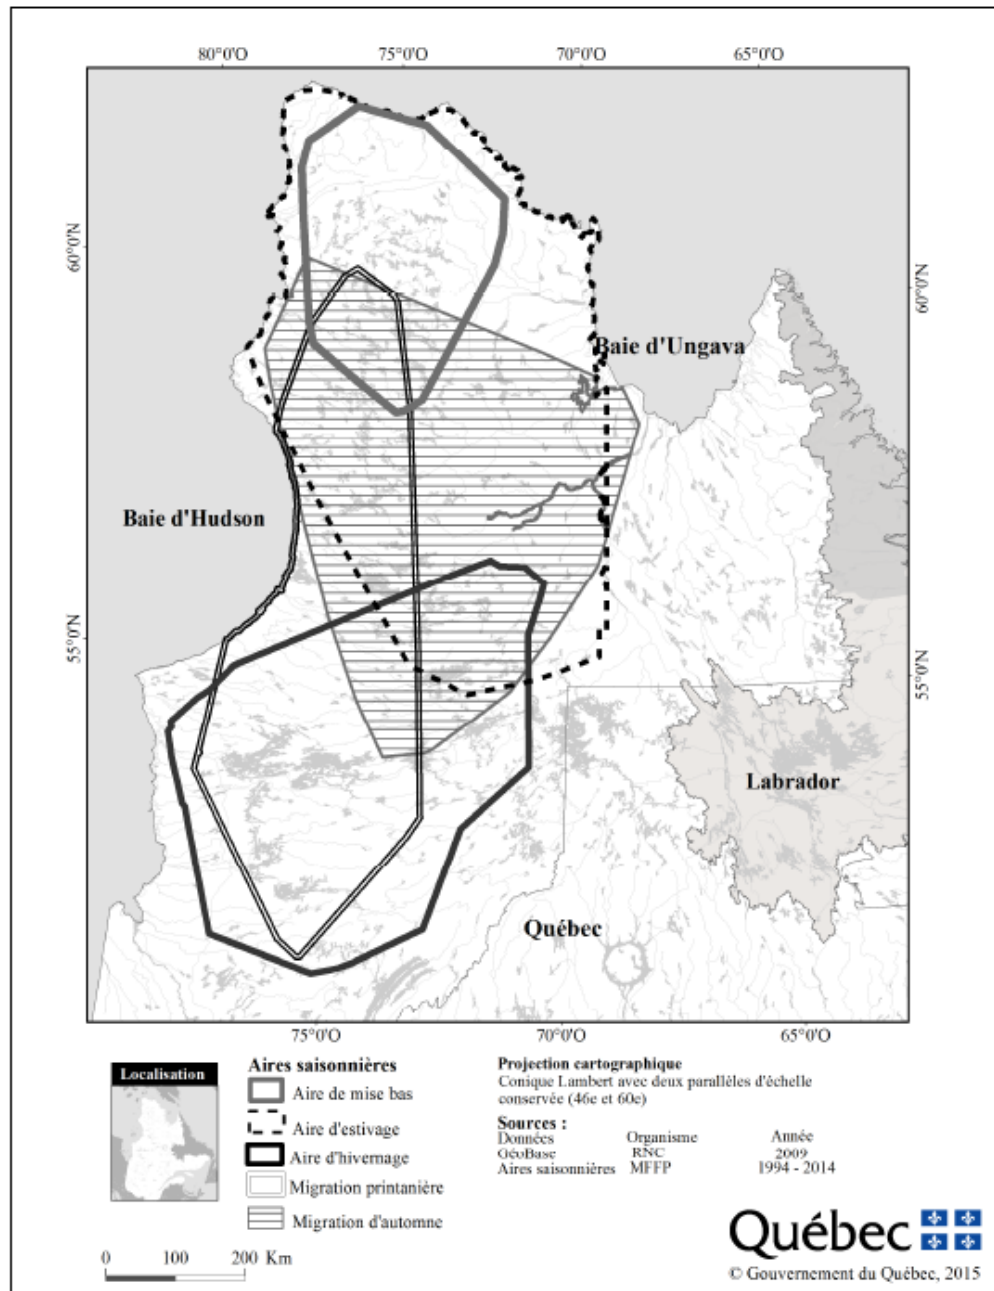 80°0'O 75°0'O 70°0'O 65°0'O
60°0'N
60°0'N
Baie d'Ungava
Baie d'Hudson
55°0'N
55°0'N
Labrador
Québec
75°0'O 70°0'O 65°0'O
Localisation
Aires saisonnières
Aire de mise bas
Aire d'estivage
Aire d'hivernage
Migration printanière
Migration d'automne
0 100 200 Km
Projection cartographique
Conique Lambert avec deux parallèles d'échelle
conservée (46e et 60e)
Sources :
Données Organisme Année
GéoBase RNC 2009
Aires saisonnières MFFP 1994 - 2014
Québec
© Gouvernement du Québec, 2015